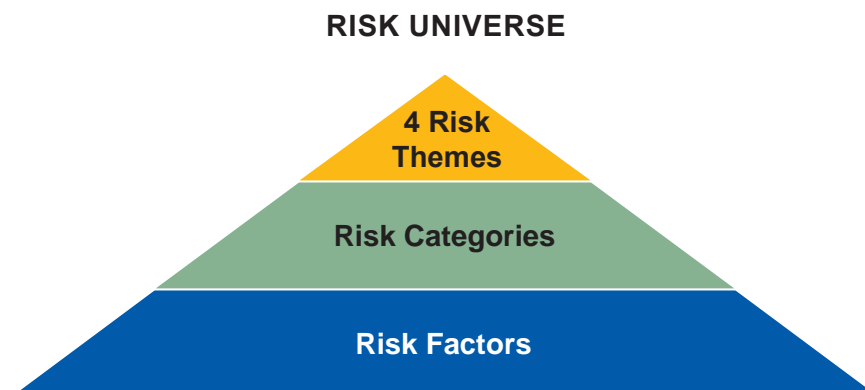 RISK UNIVERSE
4 Risk
Themes
Risk Categories
Risk Factors